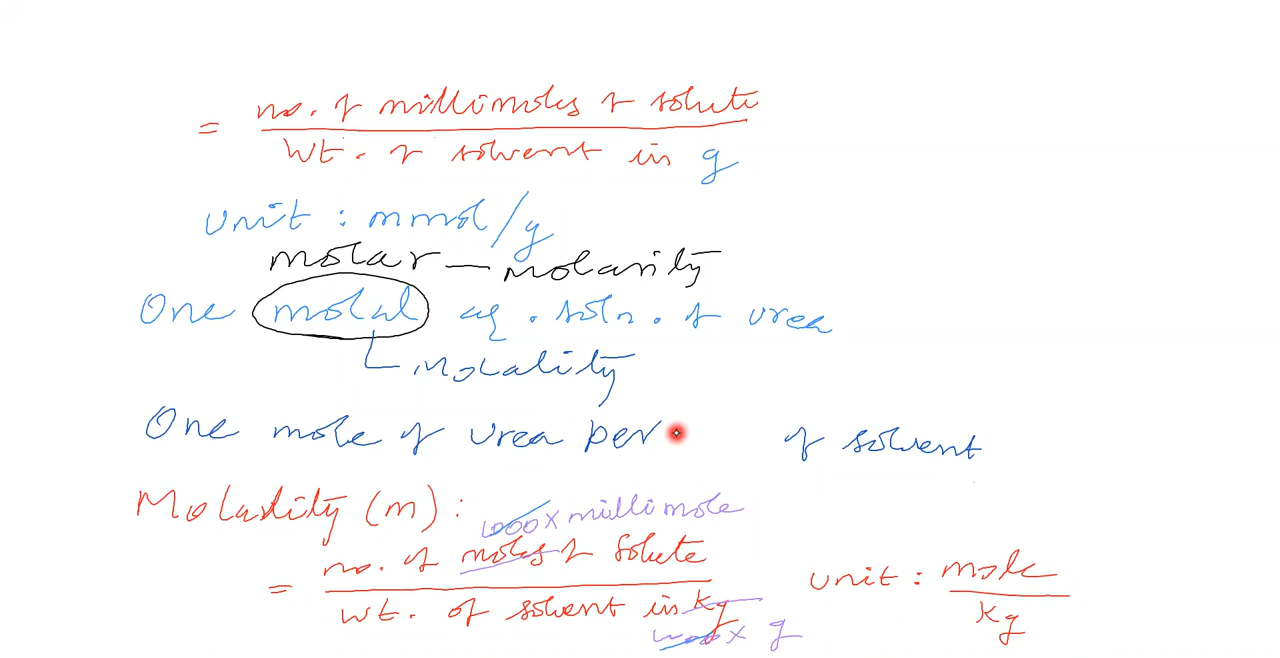 no. of millimoles of solute
=
wt. of solvent in g
unit : mmol/g
molar – molarity
One molal aq. soln. of urea
molality
One mole of urea per of solvent
Molality (m) :
1000 x millimole
no. of moles of solute
=
wt. of solvent in kg
1000 x g
unit : mole
kg